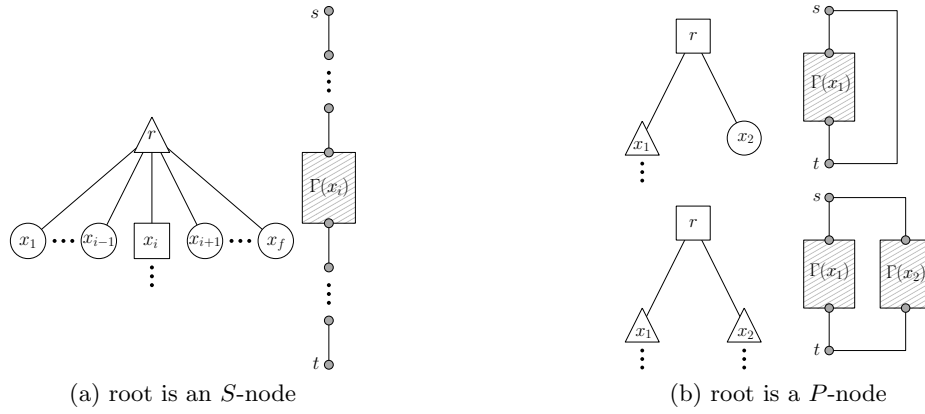 s
r
x₁ ••• xᵢ₋₁ xᵢ xᵢ₊₁ ••• x_f
Γ(xᵢ)
t
(a) root is an S-node
r
x₁ x₂
s
Γ(x₁)
t
r
x₁ x₂
s
Γ(x₁) Γ(x₂)
t
(b) root is a P-node